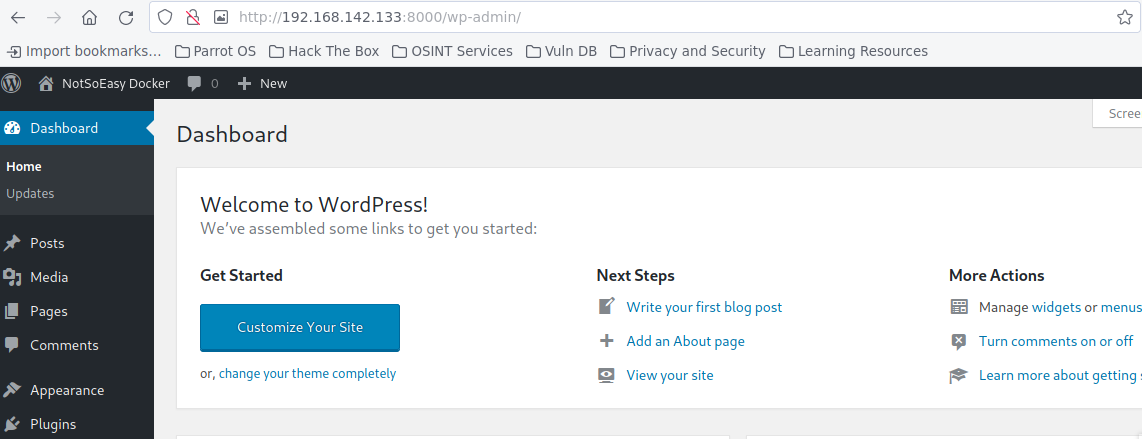 http://192.168.142.133:8000/wp-admin/
Import bookmarks... Parrot OS Hack The Box OSINT Services Vuln DB Privacy and Security Learning Resources
NotSoEasy Docker 0 New
Scree
Dashboard
Dashboard
Home
Updates
Posts
Media
Pages
Comments
Appearance
Plugins
Welcome to WordPress!
We've assembled some links to get you started:
Get Started
Customize Your Site
or, change your theme completely
Next Steps
Write your first blog post
Add an About page
View your site
More Actions
Manage widgets or menus
Turn comments on or off
Learn more about getting s